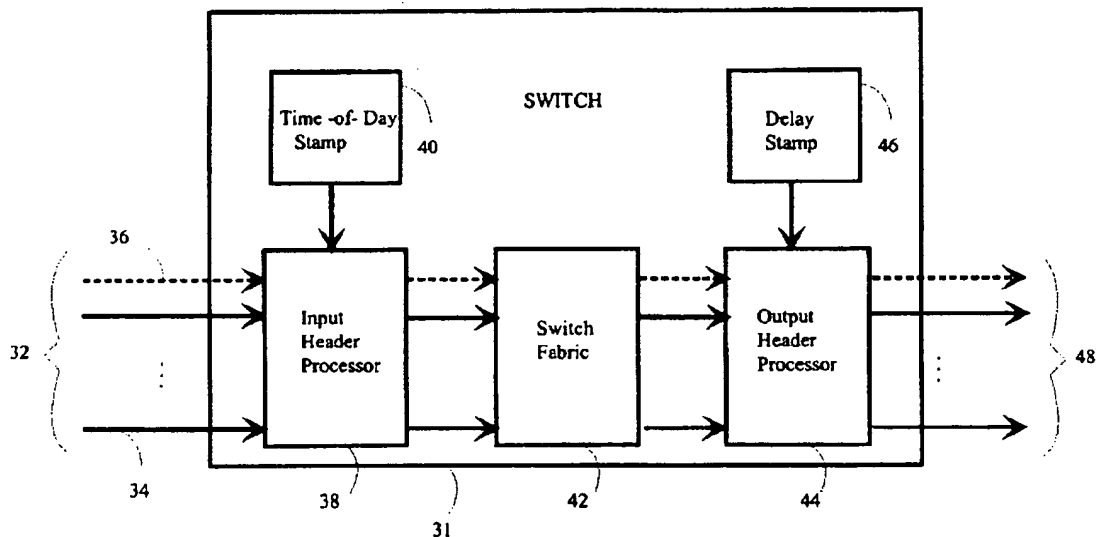 SWITCH
Time -of- Day
Stamp
40
Delay
Stamp
46
36
32
Input
Header
Processor
Switch
Fabric
Output
Header
Processor
48
34
38
31
42
44